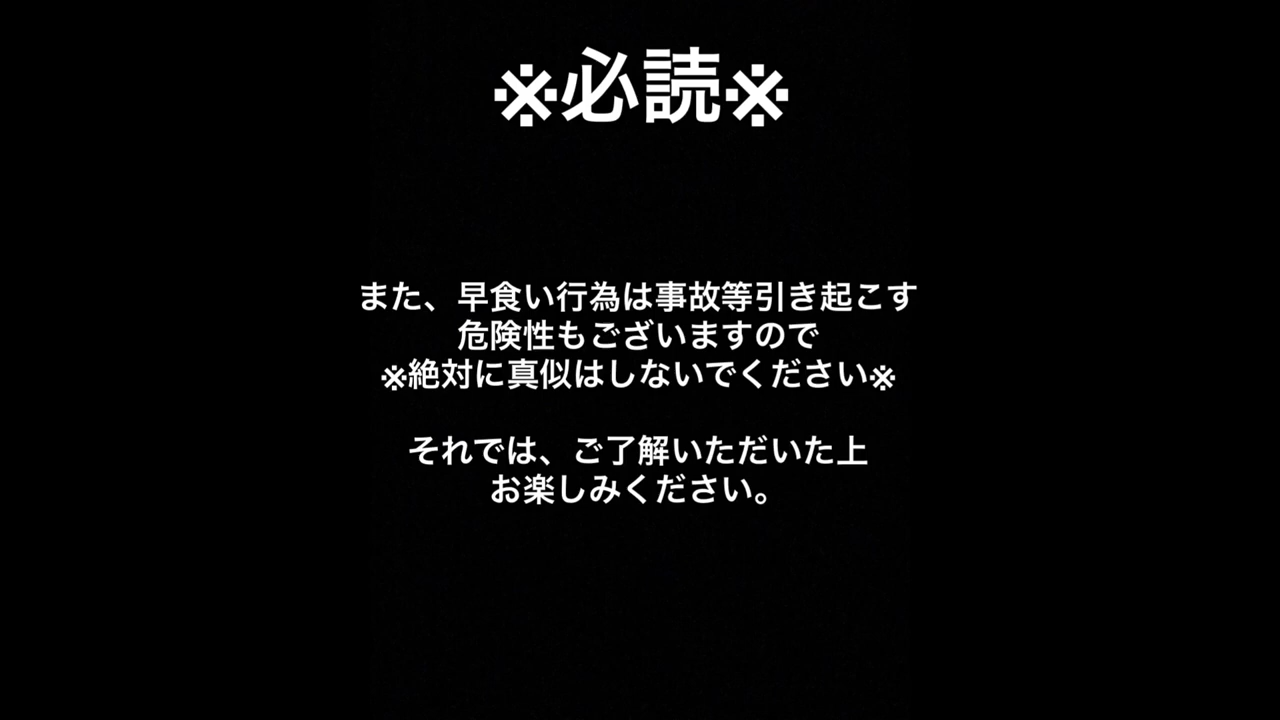 ※必読※
また、早食い行為は事故等引き起こす
危険性もございますので
※絶対に真似はしないでください※
それでは、ご了解いただいた上
お楽しみください。